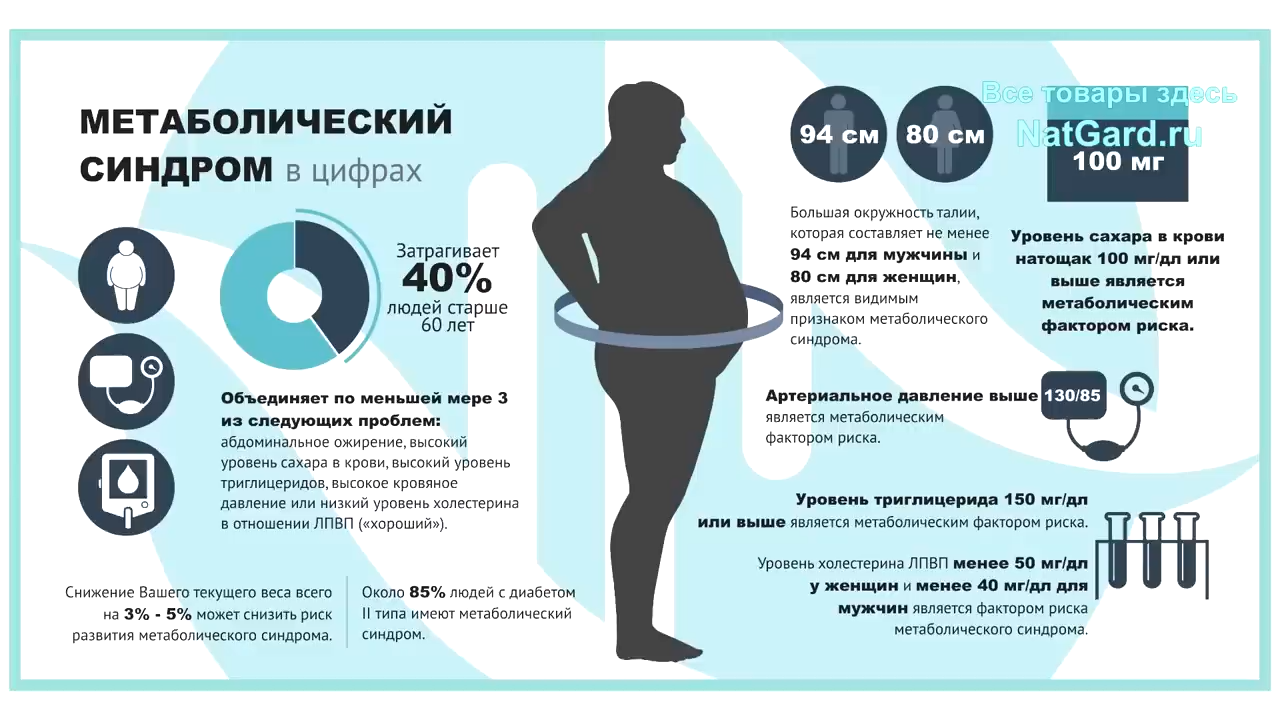 МЕТАБОЛИЧЕСКИЙ
СИНДРОМ в цифрах
Затрагивает
40%
людей старше
60 лет
Объединяет по меньшей мере 3
из следующих проблем:
абдоминальное ожирение, высокий
уровень сахара в крови, высокий уровень
триглицеридов, высокое кровяное
давление или низкий уровень холестерина
в отношении ЛПВП («хороший»).
Снижение Вашего текущего веса всего
на 3% - 5% может снизить риск
развития метаболического синдрома.
Около 85% людей с диабетом
II типа имеют метаболический
синдром.
94 см
80 см
Большая окружность талии,
которая составляет не менее
94 см для мужчины и
80 см для женщин,
является видимым
признаком метаболического
синдрома.
Все товары здесь
NatGard.ru
100 мг
Уровень сахара в крови
натощак 100 мг/дл или
выше является
метаболическим
фактором риска.
Артериальное давление выше 130/85
является метаболическим
фактором риска.
Уровень триглицерида 150 мг/дл
или выше является метаболическим фактором риска.
Уровень холестерина ЛПВП менее 50 мг/дл
у женщин и менее 40 мг/дл для
мужчин является фактором риска
метаболического синдрома.